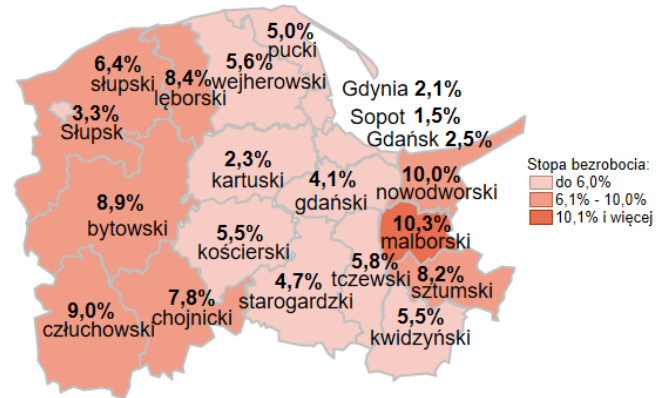 5,0%
pucki
6,4%
słupski
8,4%
lęborski
5,6%
wejherowski
Gdynia 2,1%
Sopot 1,5%
Gdańsk 2,5%
3,3%
Słupsk
2,3%
kartuski
4,1%
gdański
10,0%
nowodworski
Stopa bezrobocia:
do 6,0%
6,1% - 10,0%
10,1% i więcej
8,9%
bytowski
5,5%
kościerski
10,3%
malborski
5,8%
tczewski
8,2%
sztumski
4,7%
starogardzki
7,8%
chojnicki
9,0%
człuchowski
5,5%
kwidzyński